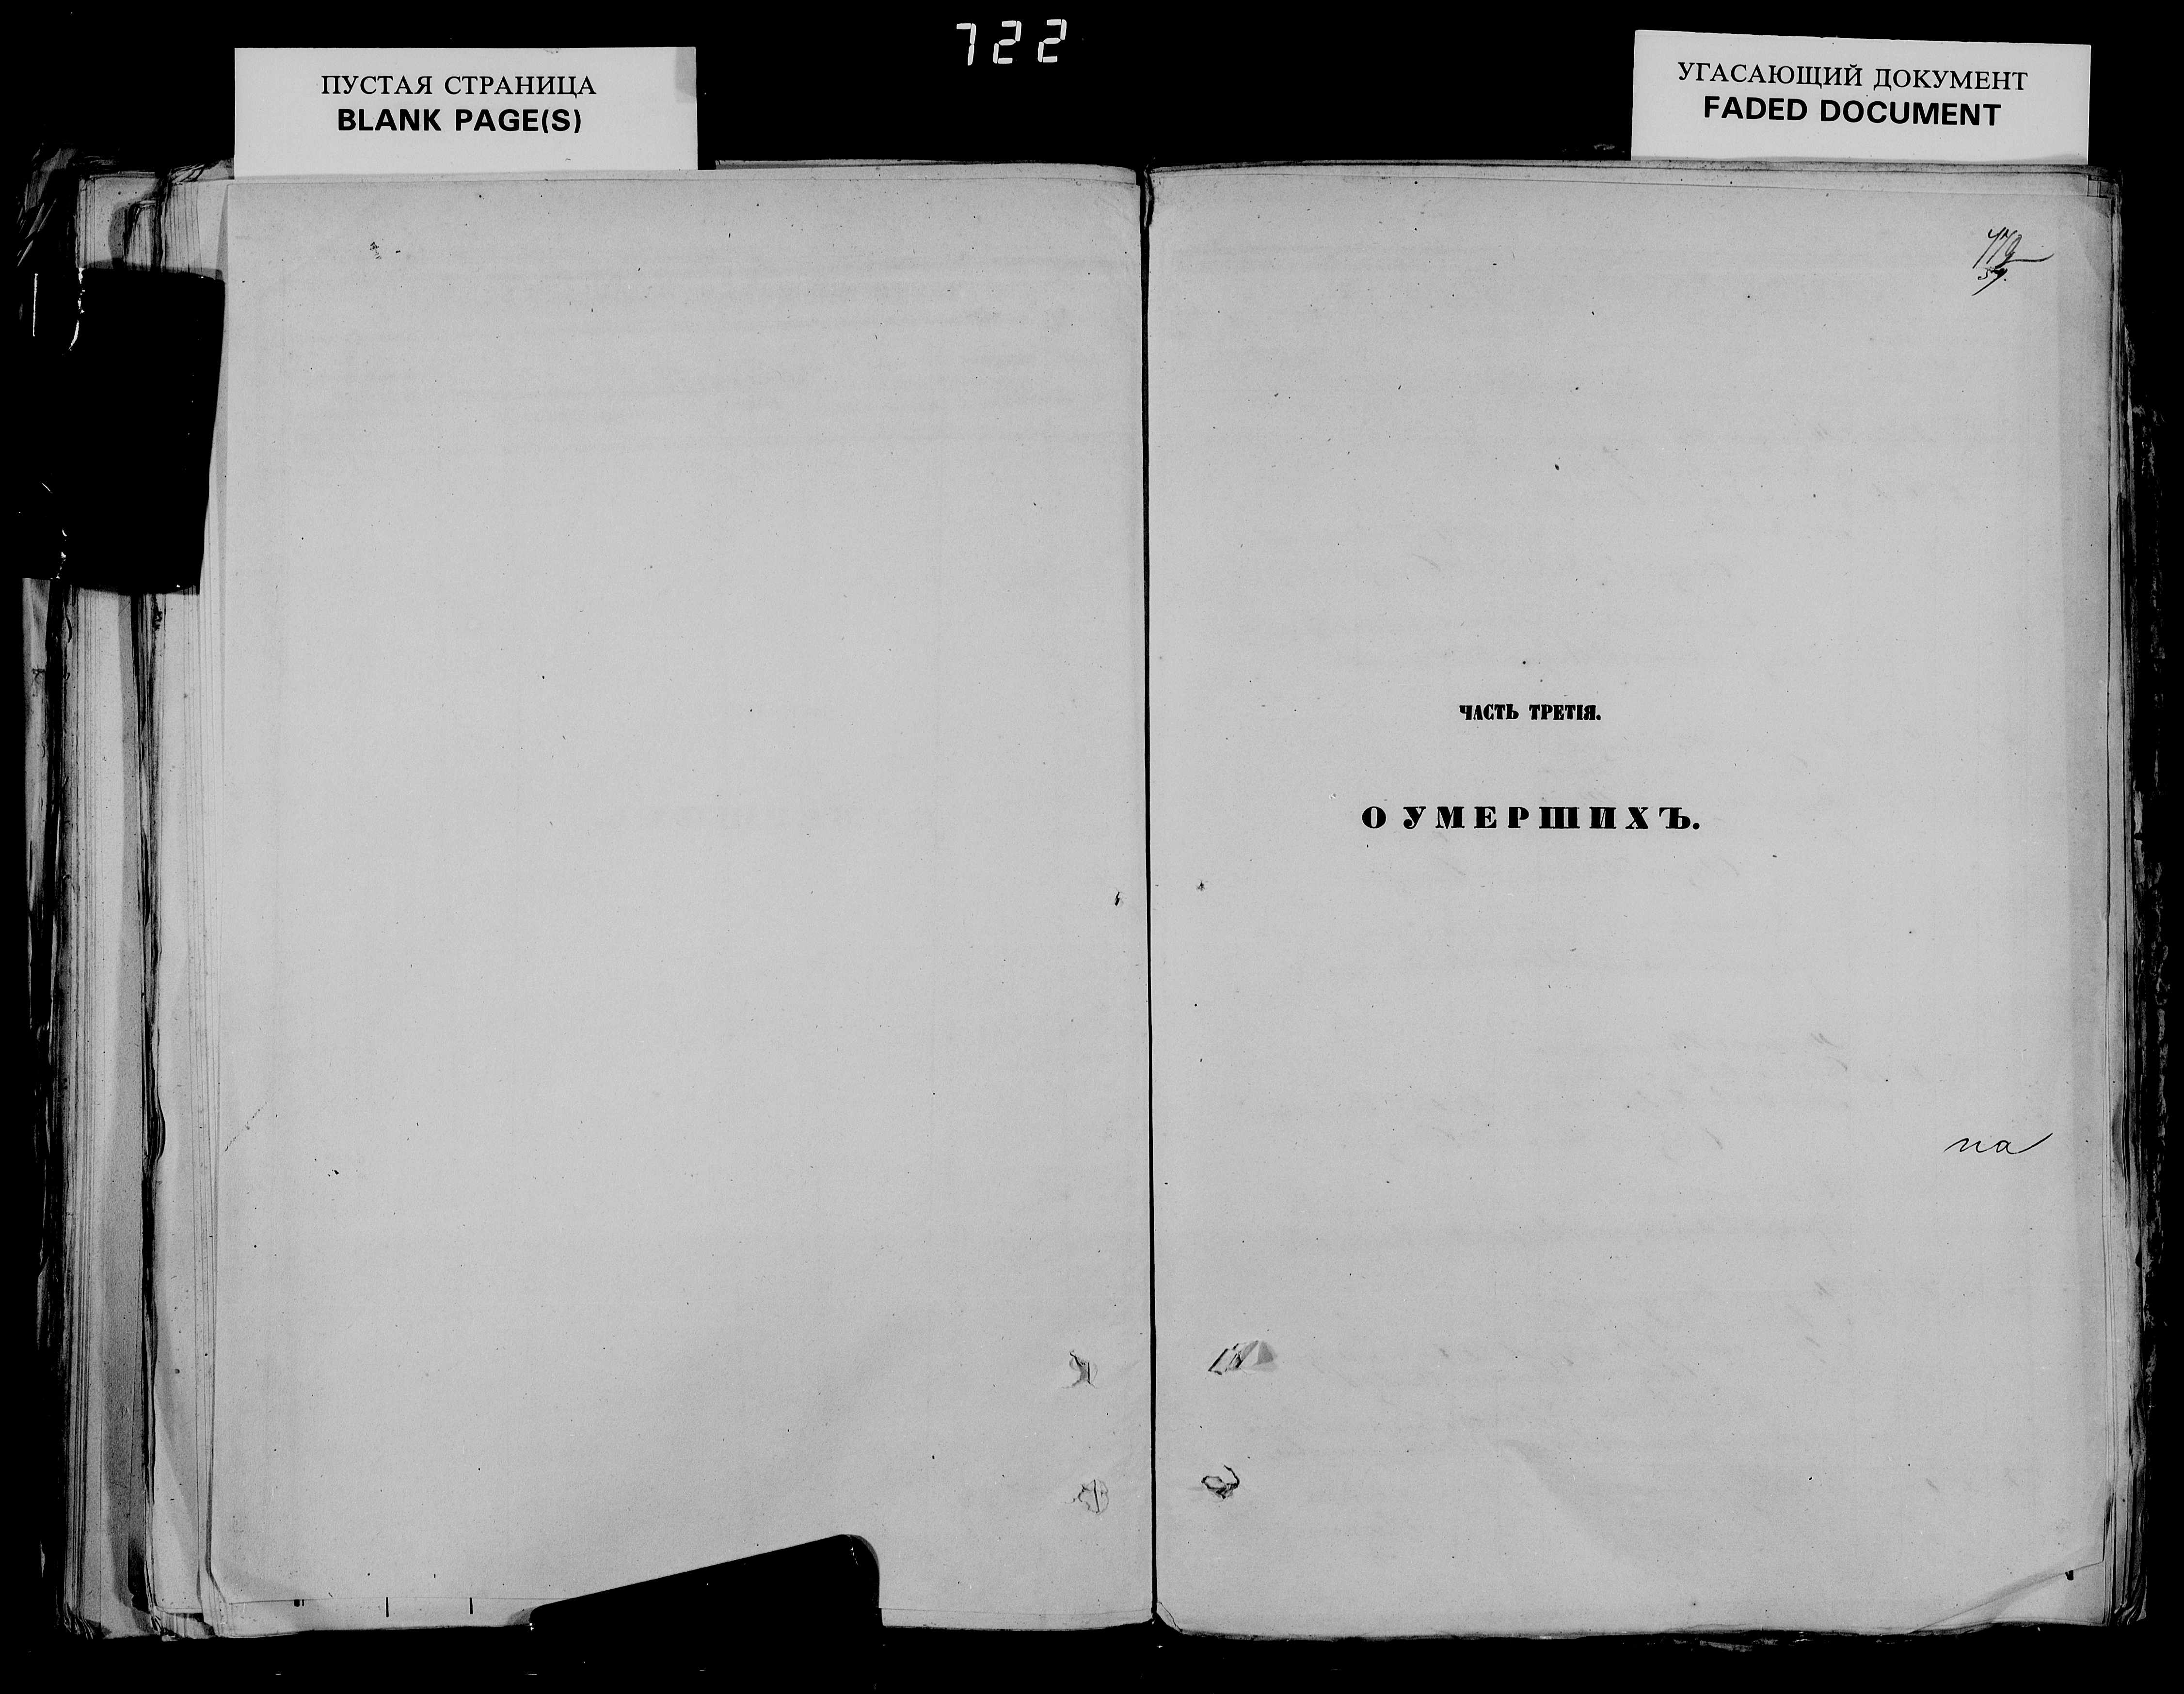 722
ПУСТАЯ СТРАНИЦА
BLANK PAGE(S)
УГАСАЮЩИЙ ДОКУМЕНТ
FADED DOCUMENT
ЧАСТЬ ТРЕТІЯ.
О УМЕРШИХЪ.
на